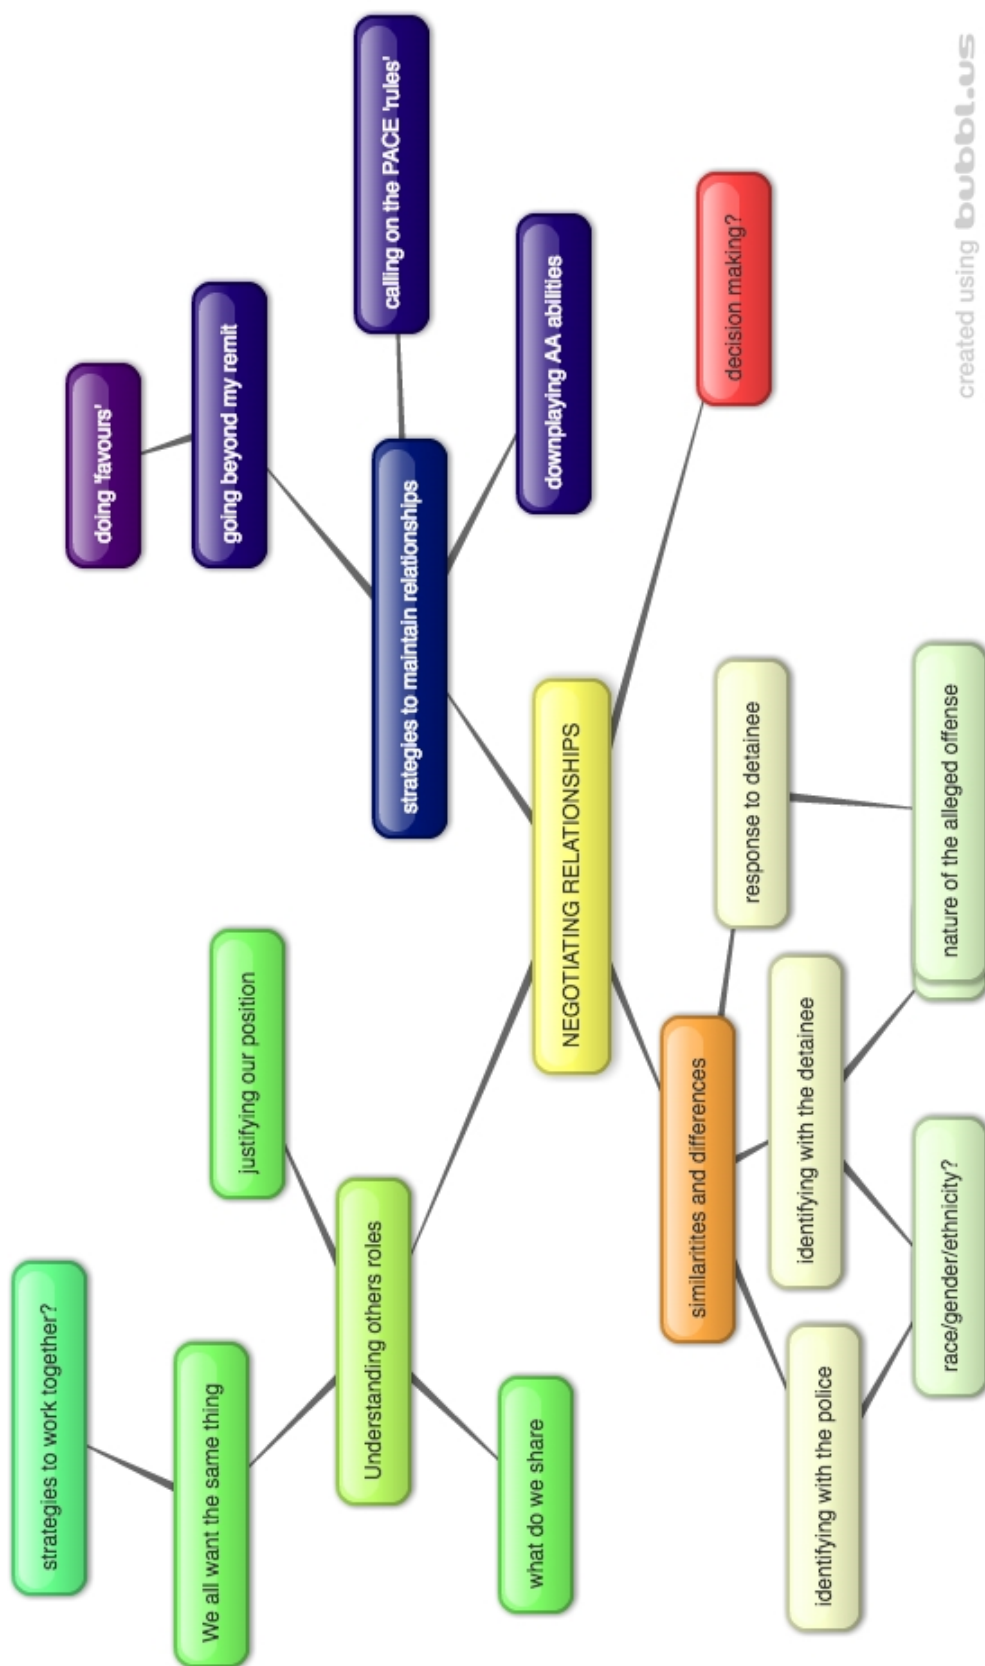 strategies to work together?
We all want the same thing
justifying our position
Understanding others roles
what do we share
doing 'favours'
going beyond my remit
calling on the PACE 'rules'
strategies to maintain relationships
downplaying AA abilities
NEGOTIATING RELATIONSHIPS
decision making?
similaritites and differences
response to detainee
identifying with the detainee
identifying with the police
nature of the alleged offense
race/gender/ethnicity?
created using bubbl.us